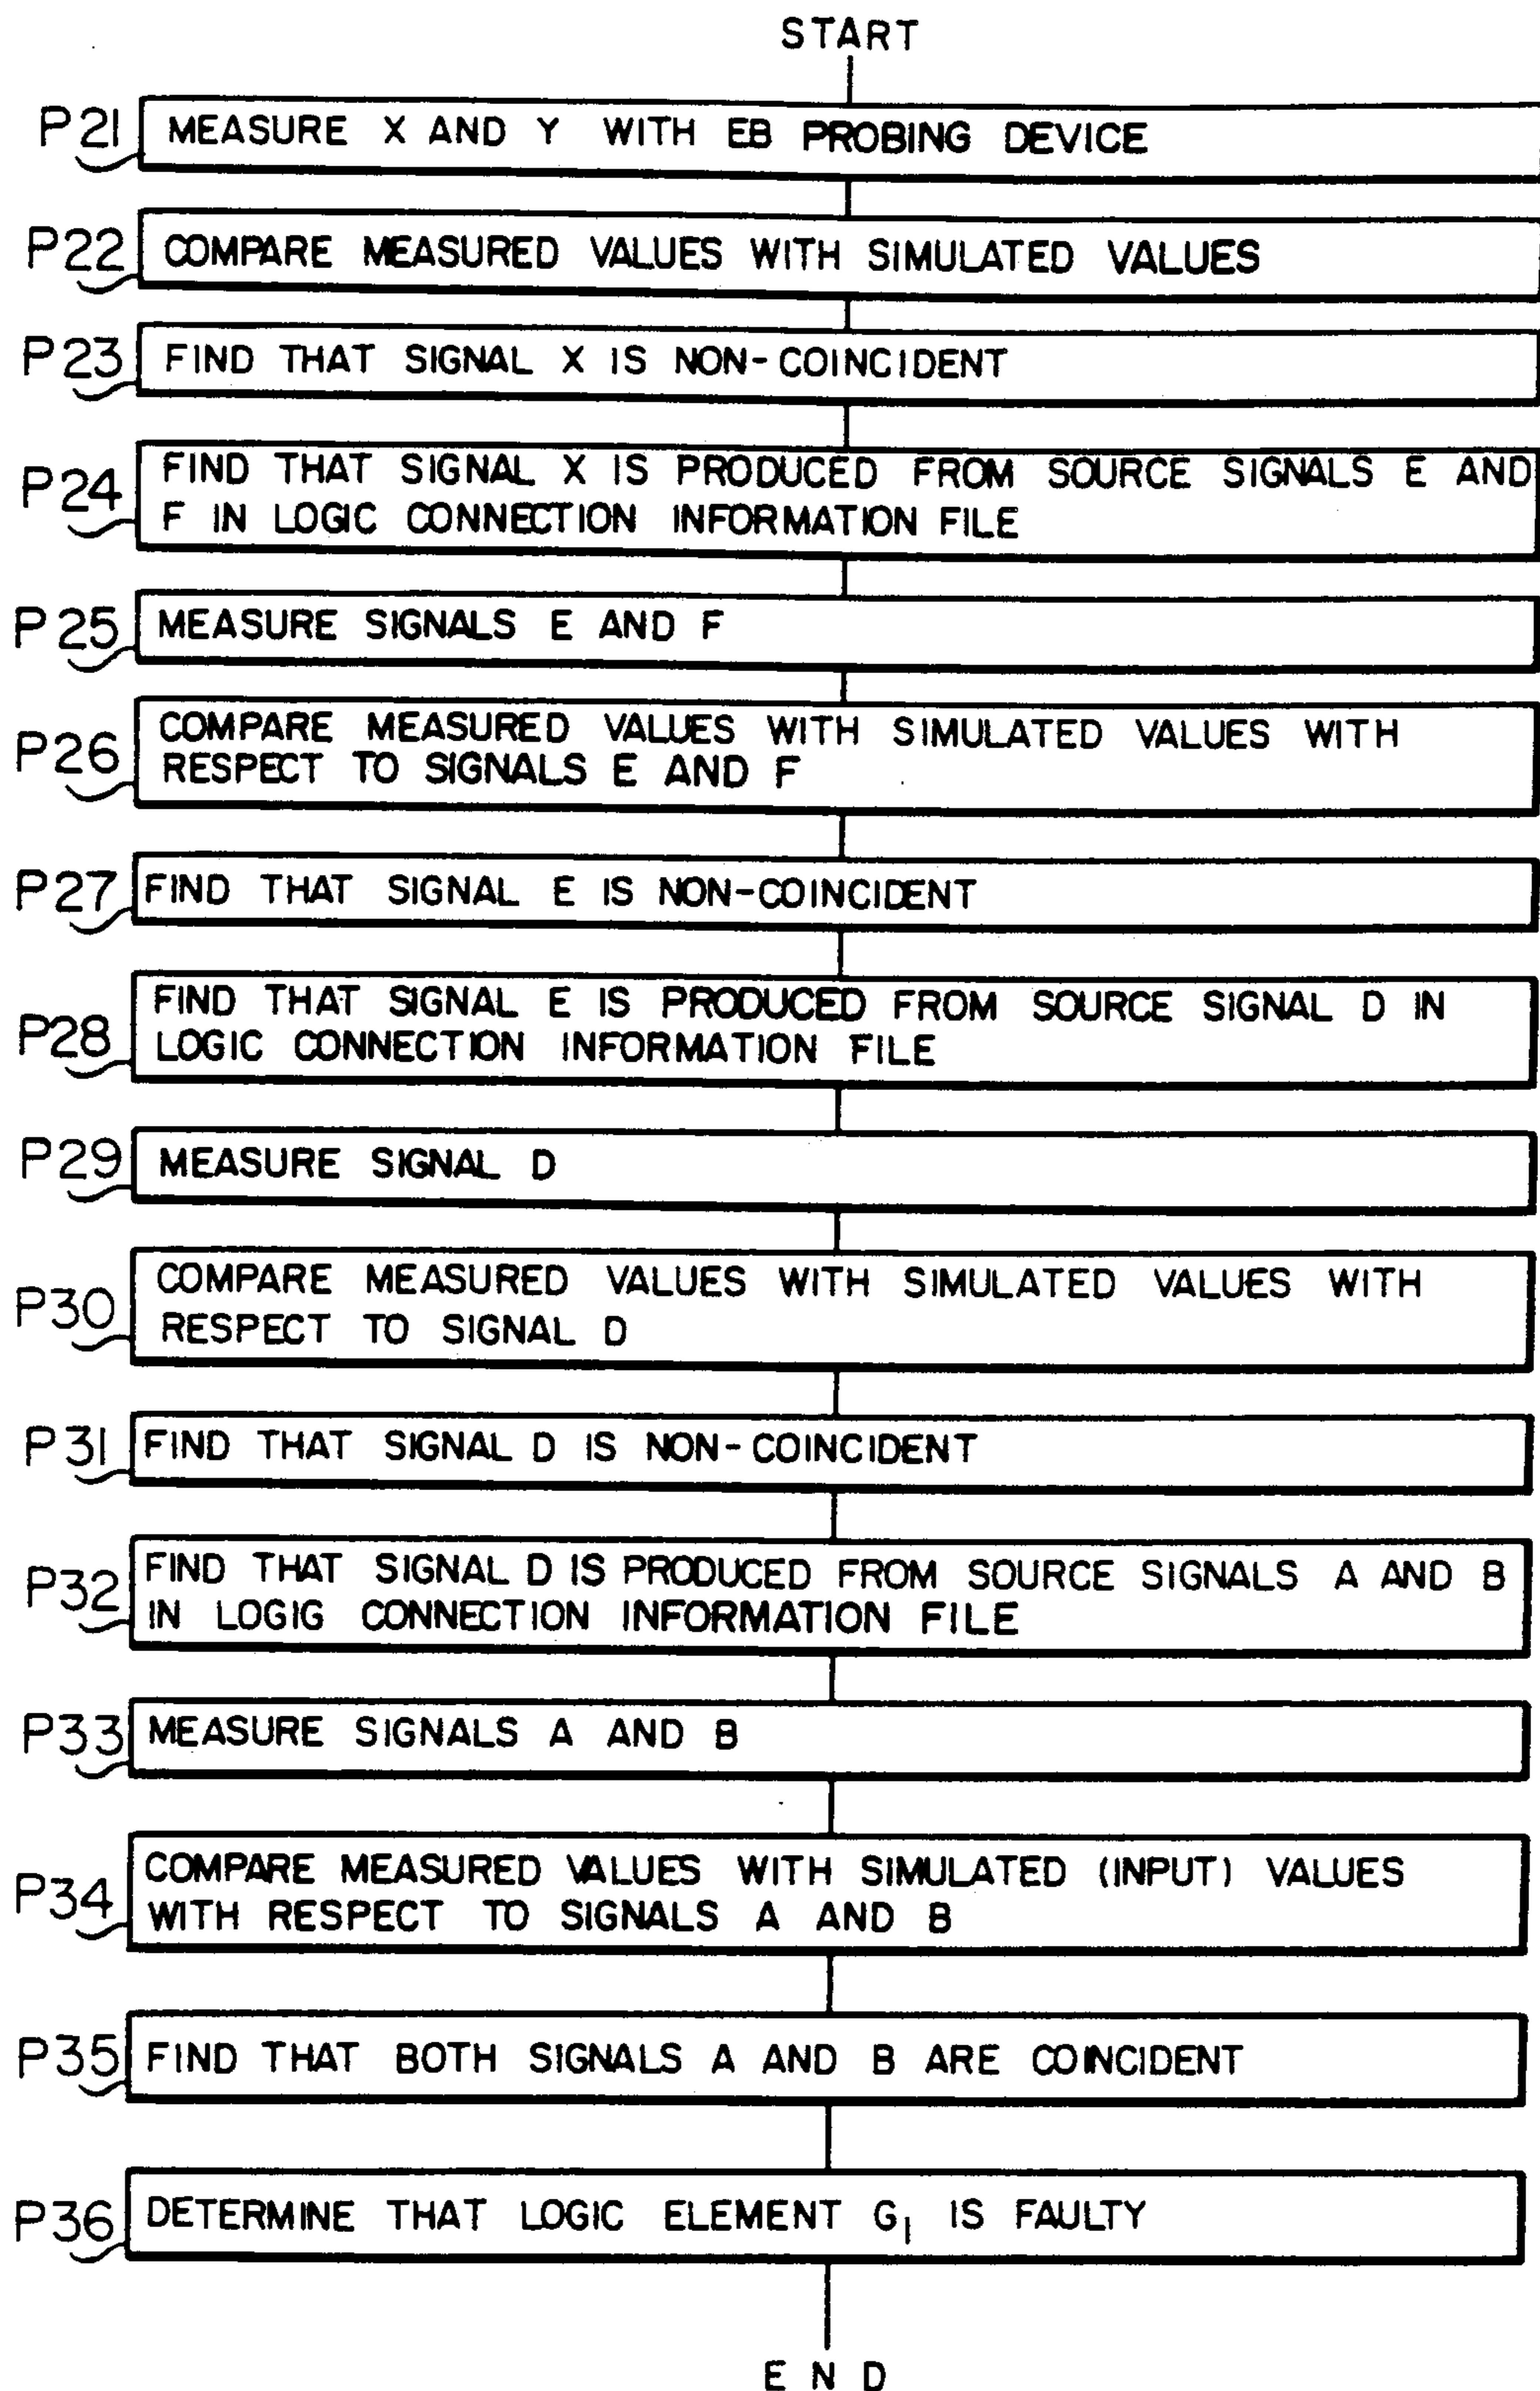 START
P21 MEASURE X AND Y WITH EB PROBING DEVICE
P22 COMPARE MEASURED VALUES WITH SIMULATED VALUES
P23 FIND THAT SIGNAL X IS NON-COINCIDENT
P24 FIND THAT SIGNAL X IS PRODUCED FROM SOURCE SIGNALS E AND
F IN LOGIC CONNECTION INFORMATION FILE
P25 MEASURE SIGNALS E AND F
P26 COMPARE MEASURED VALUES WITH SIMULATED VALUES WITH
RESPECT TO SIGNALS E AND F
P27 FIND THAT SIGNAL E IS NON-COINCIDENT
P28 FIND THAT SIGNAL E IS PRODUCED FROM SOURCE SIGNAL D IN
LOGIC CONNECTION INFORMATION FILE
P29 MEASURE SIGNAL D
P30 COMPARE MEASURED VALUES WITH SIMULATED VALUES WITH
RESPECT TO SIGNAL D
P31 FIND THAT SIGNAL D IS NON-COINCIDENT
P32 FIND THAT SIGNAL D IS PRODUCED FROM SOURCE SIGNALS A AND B
IN LOGIG CONNECTION INFORMATION FILE
P33 MEASURE SIGNALS A AND B
P34 COMPARE MEASURED VALUES WITH SIMULATED (INPUT) VALUES
WITH RESPECT TO SIGNALS A AND B
P35 FIND THAT BOTH SIGNALS A AND B ARE COINCIDENT
P36 DETERMINE THAT LOGIC ELEMENT G₁ IS FAULTY
END